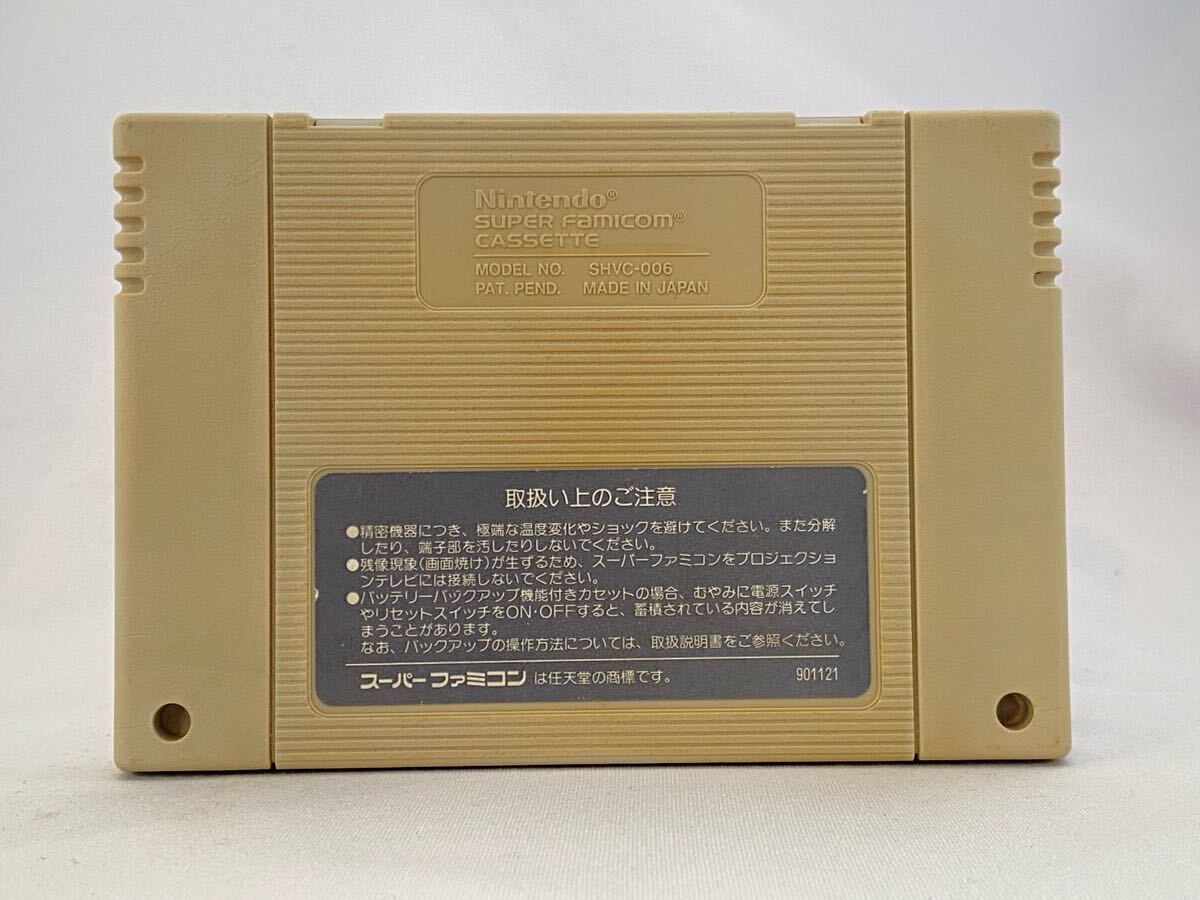 Nintendo®
SUPER FAMICOM®
CASSETTE
MODEL NO. SHVC-006
PAT. PEND. MADE IN JAPAN
取扱い上のご注意
●精密機器につき、極端な温度変化やショックを避けてください。また分解
したり、端子部を汚したりしないでください。
●残像現象(画面焼け)が生ずるため、スーパーファミコンをプロジェクショ
ンテレビには接続しないでください。
●バッテリーバックアップ機能付きカセットの場合、むやみに電源スイッチ
やリセットスイッチをON・OFFすると、蓄積されている内容が消えてし
まうことがあります。
なお、バックアップの操作方法については、取扱説明書をご参照ください。
スーパーファミコン は任天堂の商標です。 901121